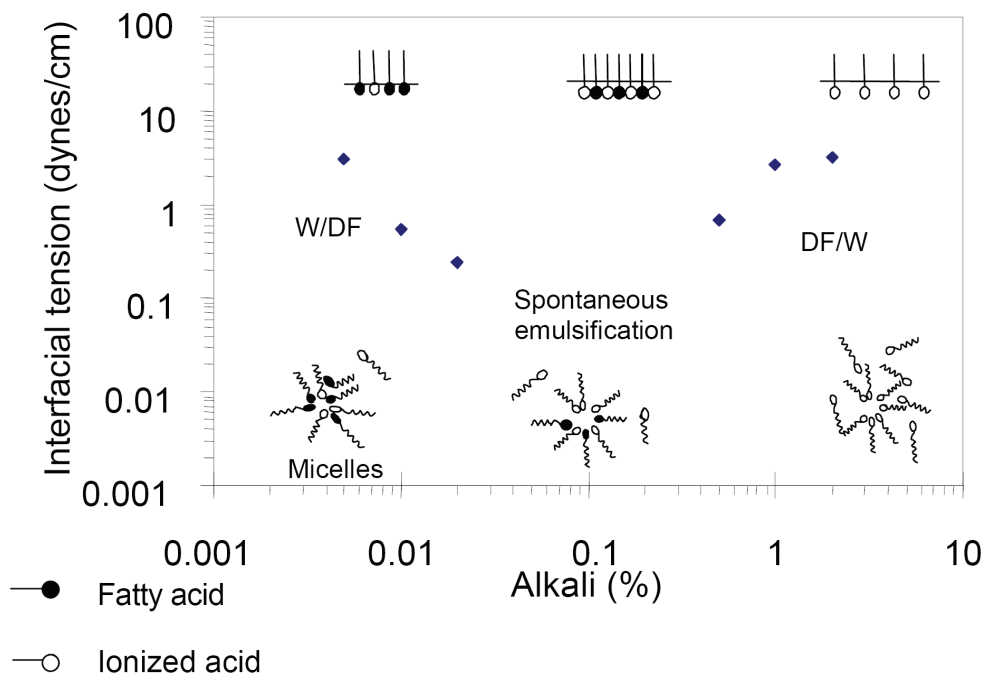 100
10
1
0.1
0.01
0.001
Interfacial tension (dynes/cm)
W/DF
DF/W
Spontaneous
emulsification
Micelles
0.001
0.01
0.1
1
10
Alkali (%)
Fatty acid
Ionized acid